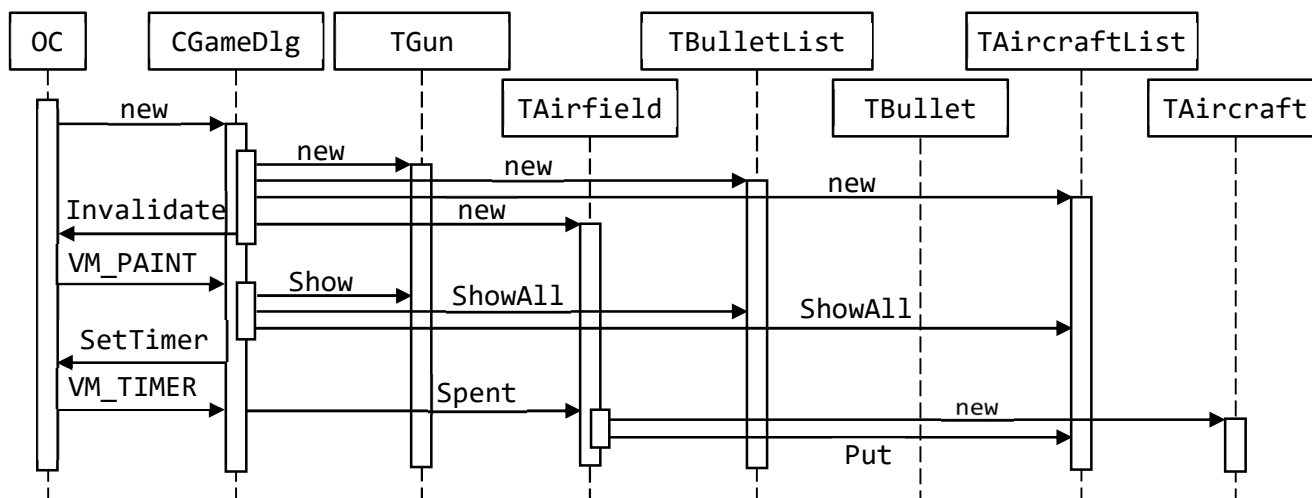 OC CGameDlg TGun TBulletList TAircraftList
TAirfield TBullet TAircraft
new
new
new
new
Invalidate
new
VM_PAINT
Show
ShowAll
ShowAll
SetTimer
VM_TIMER
Spent
new
Put